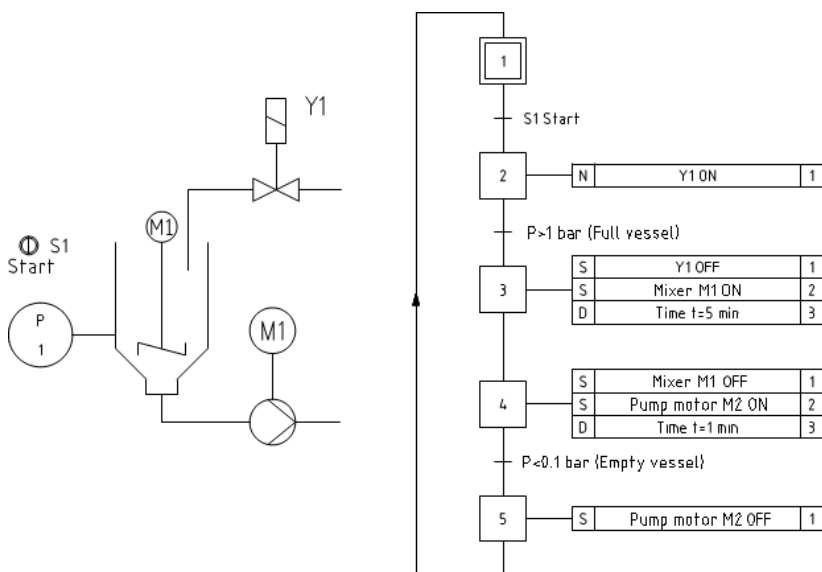 Y1
M1
S1
Start
P
1
M1
1
S1 Start
2
N Y1 ON 1
P>1 bar (Full vessel)
3
S Y1 OFF 1
S Mixer M1 ON 2
D Time t=5 min 3
4
S Mixer M1 OFF 1
S Pump motor M2 ON 2
D Time t=1 min 3
P<0.1 bar (Empty vessel)
5
S Pump motor M2 OFF 1